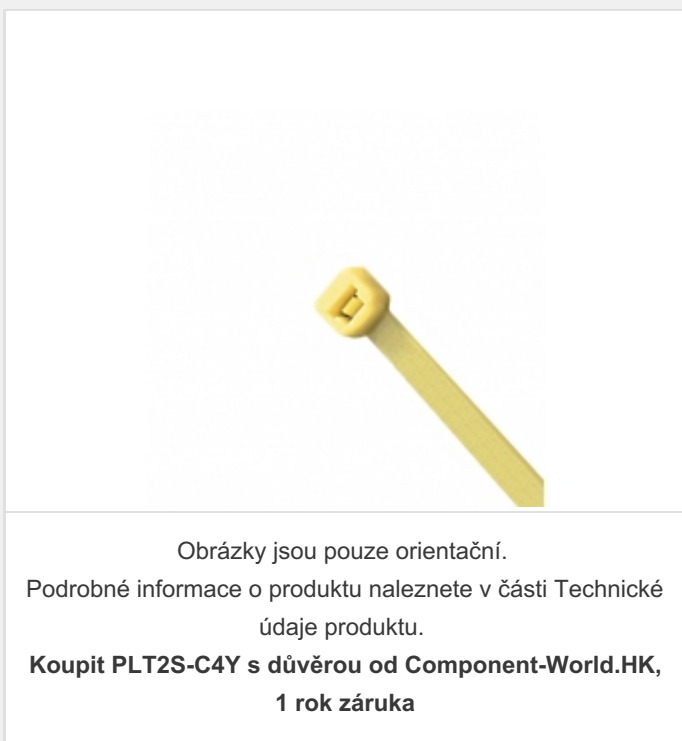 Obrázky jsou pouze orientační.
Podrobné informace o produktu naleznete v části Technické
údaje produktu.
Koupit PLT2S-C4Y s důvěrou od Component-World.HK,
1 rok záruka